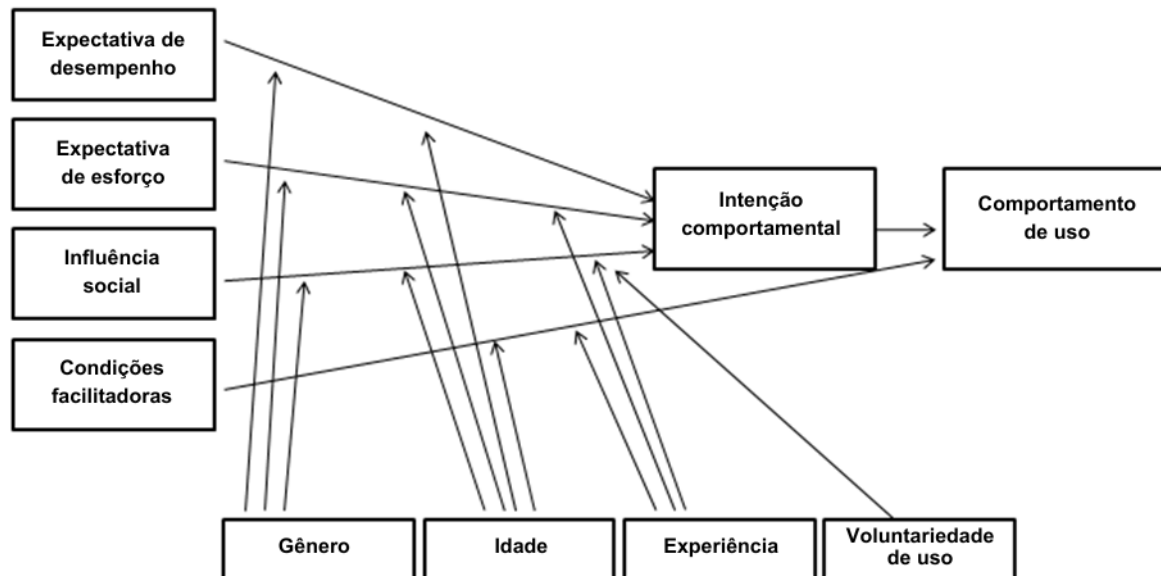 Expectativa de
desempenho
Expectativa
de esforço
Influência
social
Condições
facilitadoras
Intenção
comportamental
Comportamento
de uso
Gênero
Idade
Experiência
Voluntariedade
de uso